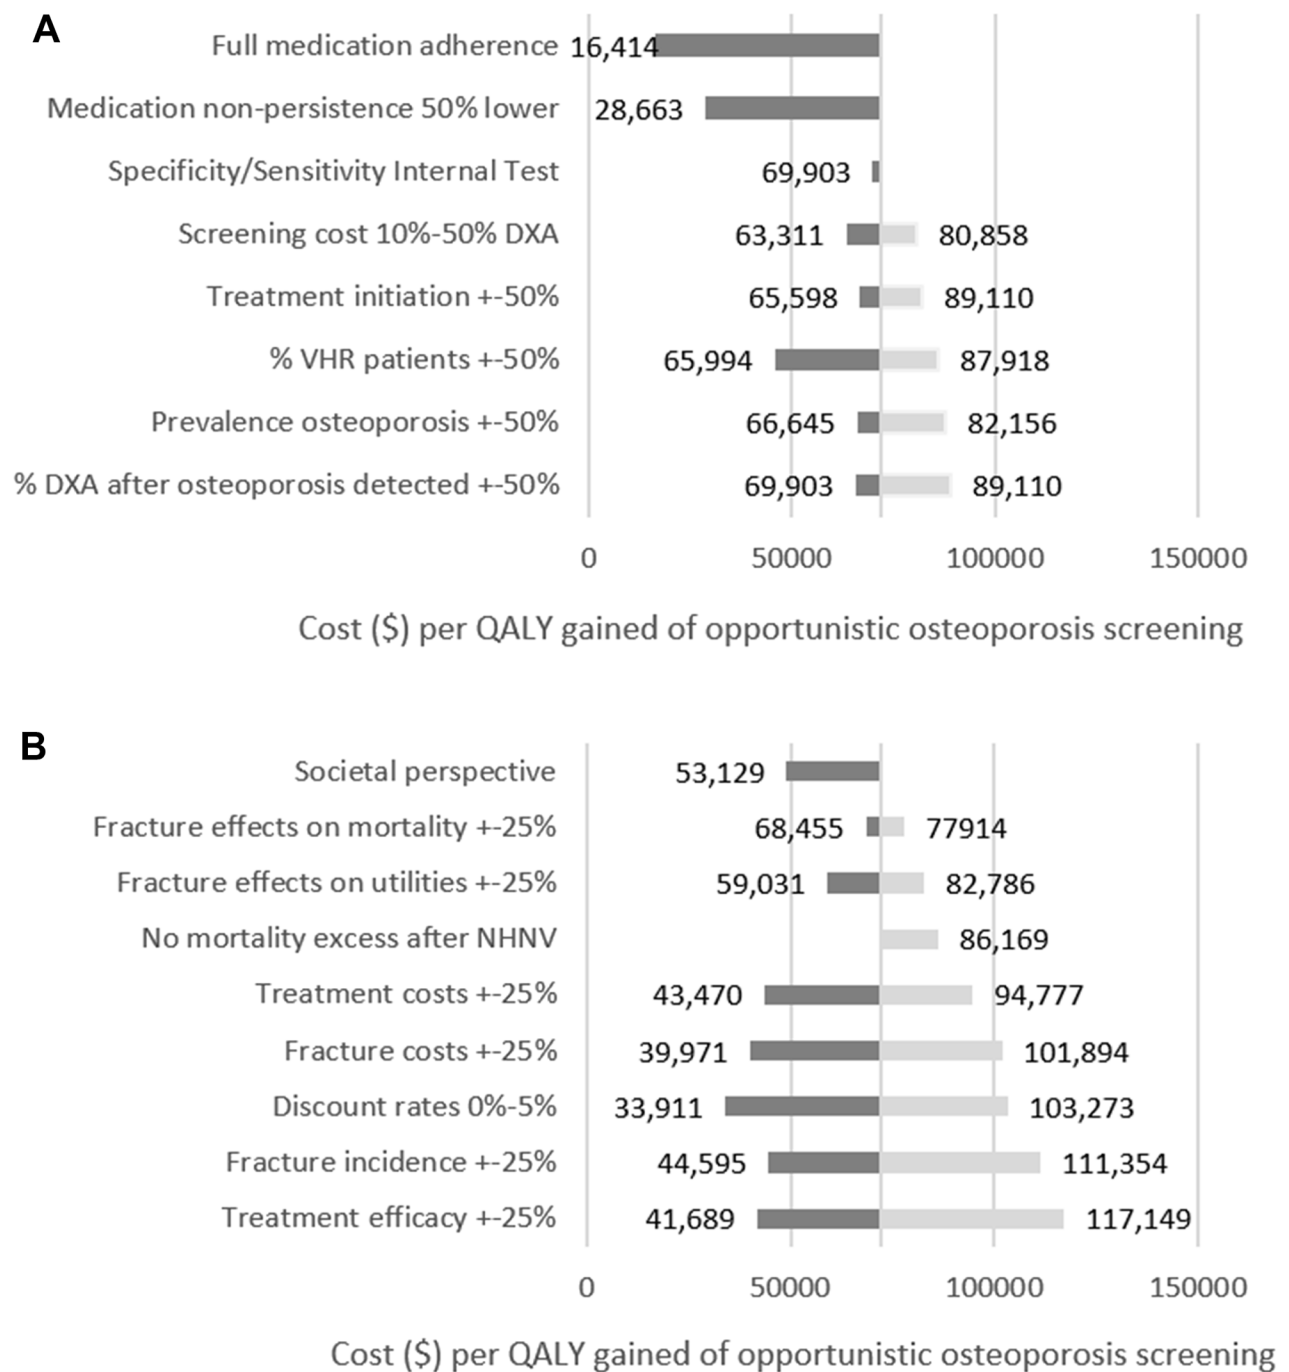 A
Full medication adherence 16,414
Medication non-persistence 50% lower 28,663
Specificity/Sensitivity Internal Test 69,903
Screening cost 10%-50% DXA 63,311 80,858
Treatment initiation +-50% 65,598 89,110
% VHR patients +-50% 65,994 87,918
Prevalence osteoporosis +-50% 66,645 82,156
% DXA after osteoporosis detected +-50% 69,903 89,110
0 50000 100000 150000
Cost ($) per QALY gained of opportunistic osteoporosis screening
B
Societal perspective 53,129
Fracture effects on mortality +-25% 68,455 77914
Fracture effects on utilities +-25% 59,031 82,786
No mortality excess after NHNV 86,169
Treatment costs +-25% 43,470 94,777
Fracture costs +-25% 39,971 101,894
Discount rates 0%-5% 33,911 103,273
Fracture incidence +-25% 44,595 111,354
Treatment efficacy +-25% 41,689 117,149
0 50000 100000 150000
Cost ($) per QALY gained of opportunistic osteoporosis screening